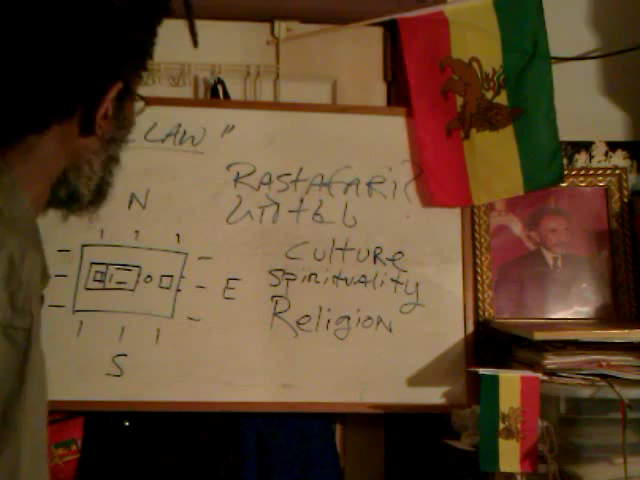 LAW"
RASTAFARI
N
Culture
Spirituality
E
Religion
S